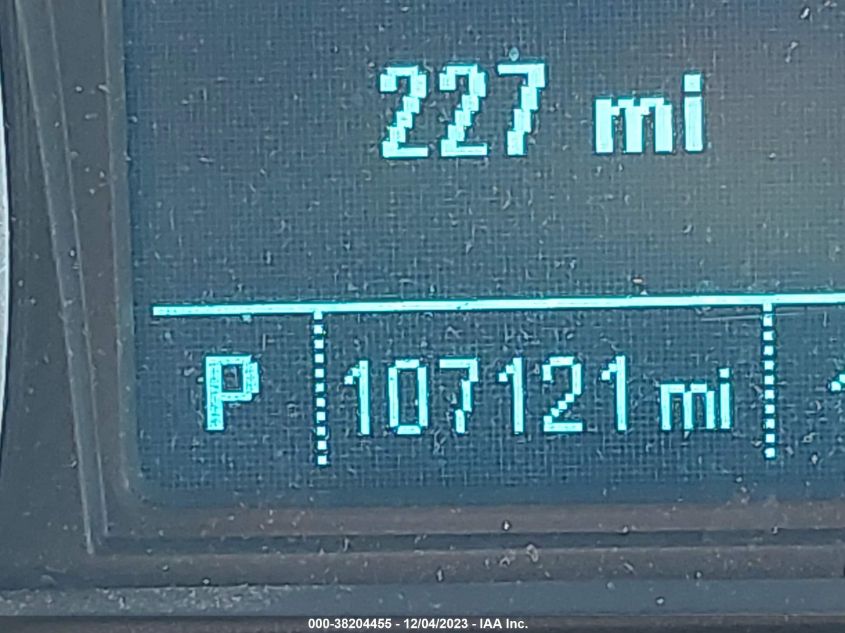 227 mi
P 107121 mi
000-38204455 - 12/04/2023 - IAA Inc.